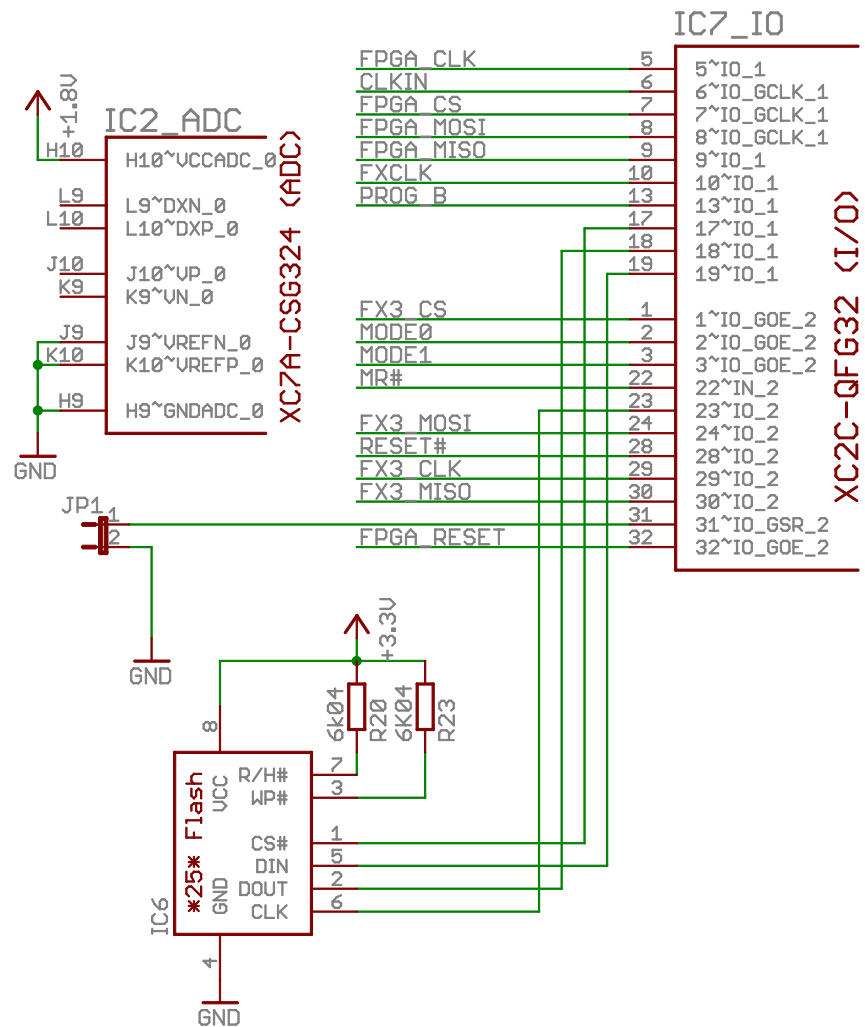 IC7_IO
FPGA_CLK 5 5~IO_1
CLKIN 6 6~IO_GCLK_1
FPGA_CS 7 7~IO_GCLK_1
FPGA_MOSI 8 8~IO_GCLK_1
FPGA_MISO 9 9~IO_1
FXCLK 10 10~IO_1
PROG_B 13 13~IO_1
17 17~IO_1
18 18~IO_1
19 19~IO_1
FX3_CS 1 1~IO_GOE_2
MODE0 2 2~IO_GOE_2
MODE1 3 3~IO_GOE_2
MR# 22 22~IN_2
23 23~IO_2
FX3_MOSI 24 24~IO_2
RESET# 28 28~IO_2
FX3_CLK 29 29~IO_2
FX3_MISO 30 30~IO_2
31 31~IO_GSR_2
FPGA_RESET 32 32~IO_GOE_2
XC2C-QFG32 (I/O)
+1.8V
IC2_ADC
H10 H10~VCCADC_0
L9 L9~DXN_0
L10 L10~DXP_0
J10 J10~VP_0
K9 K9~VN_0
J9 J9~VREFN_0
K10 K10~VREFP_0
H9 H9~GNDADC_0
XC7A-CSG324 (ADC)
GND
JP1
1
2
GND
+3.3V
6k04
R20
6K04
R23
8
VCC
R/H# 7
WP# 3
CS# 1
DIN 5
DOUT 2
CLK 6
*25* Flash
GND
IC6
4
GND